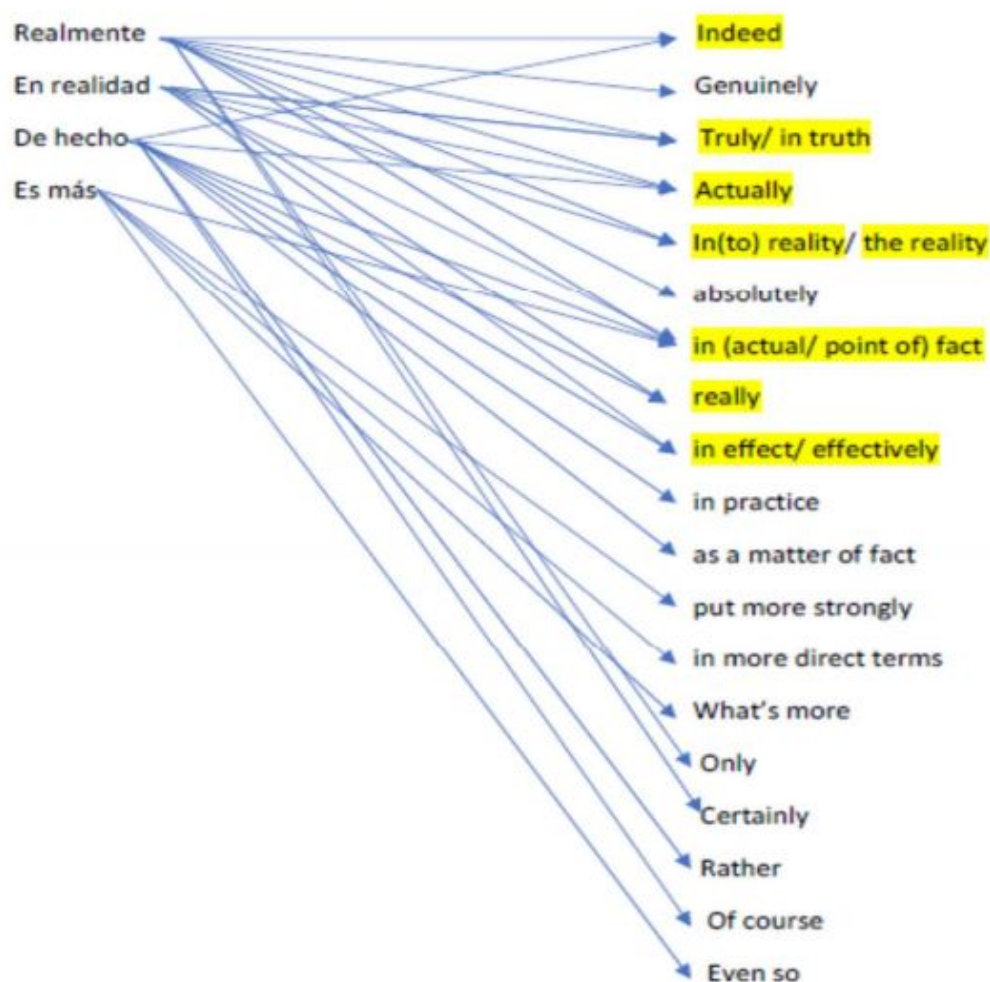 Realmente
En realidad
De hecho
Es más
Indeed
Genuinely
Truly/ in truth
Actually
In(to) reality/ the reality
absolutely
in (actual/ point of) fact
really
in effect/ effectively
in practice
as a matter of fact
put more strongly
in more direct terms
What's more
Only
Certainly
Rather
Of course
Even so